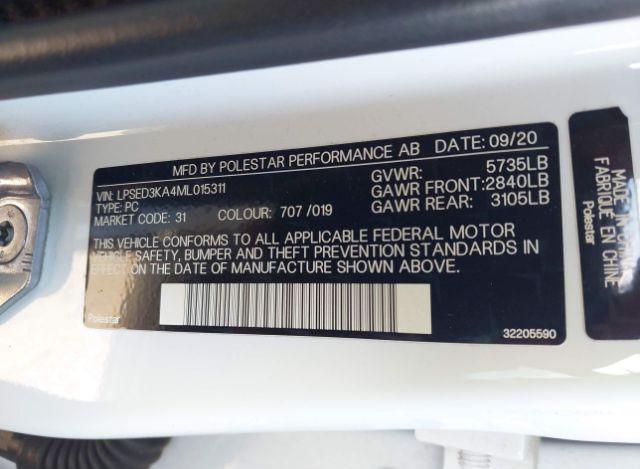 MFD BY POLESTAR PERFORMANCE AB DATE: 09/20
VIN: LPSED3KA4ML015311
TYPE: PC
MARKET CODE: 31 COLOUR: 707 /019
GVWR: 5735LB
GAWR FRONT:2840LB
GAWR REAR: 3105LB
THIS VEHICLE CONFORMS TO ALL APPLICABLE FEDERAL MOTOR
VEHICLE SAFETY, BUMPER AND THEFT PREVENTION STANDARDS IN
EFFECT ON THE DATE OF MANUFACTURE SHOWN ABOVE.
Polestar
32205590
MADE IN CHINA
FABRIQUÉ EN CHINE
Polestar